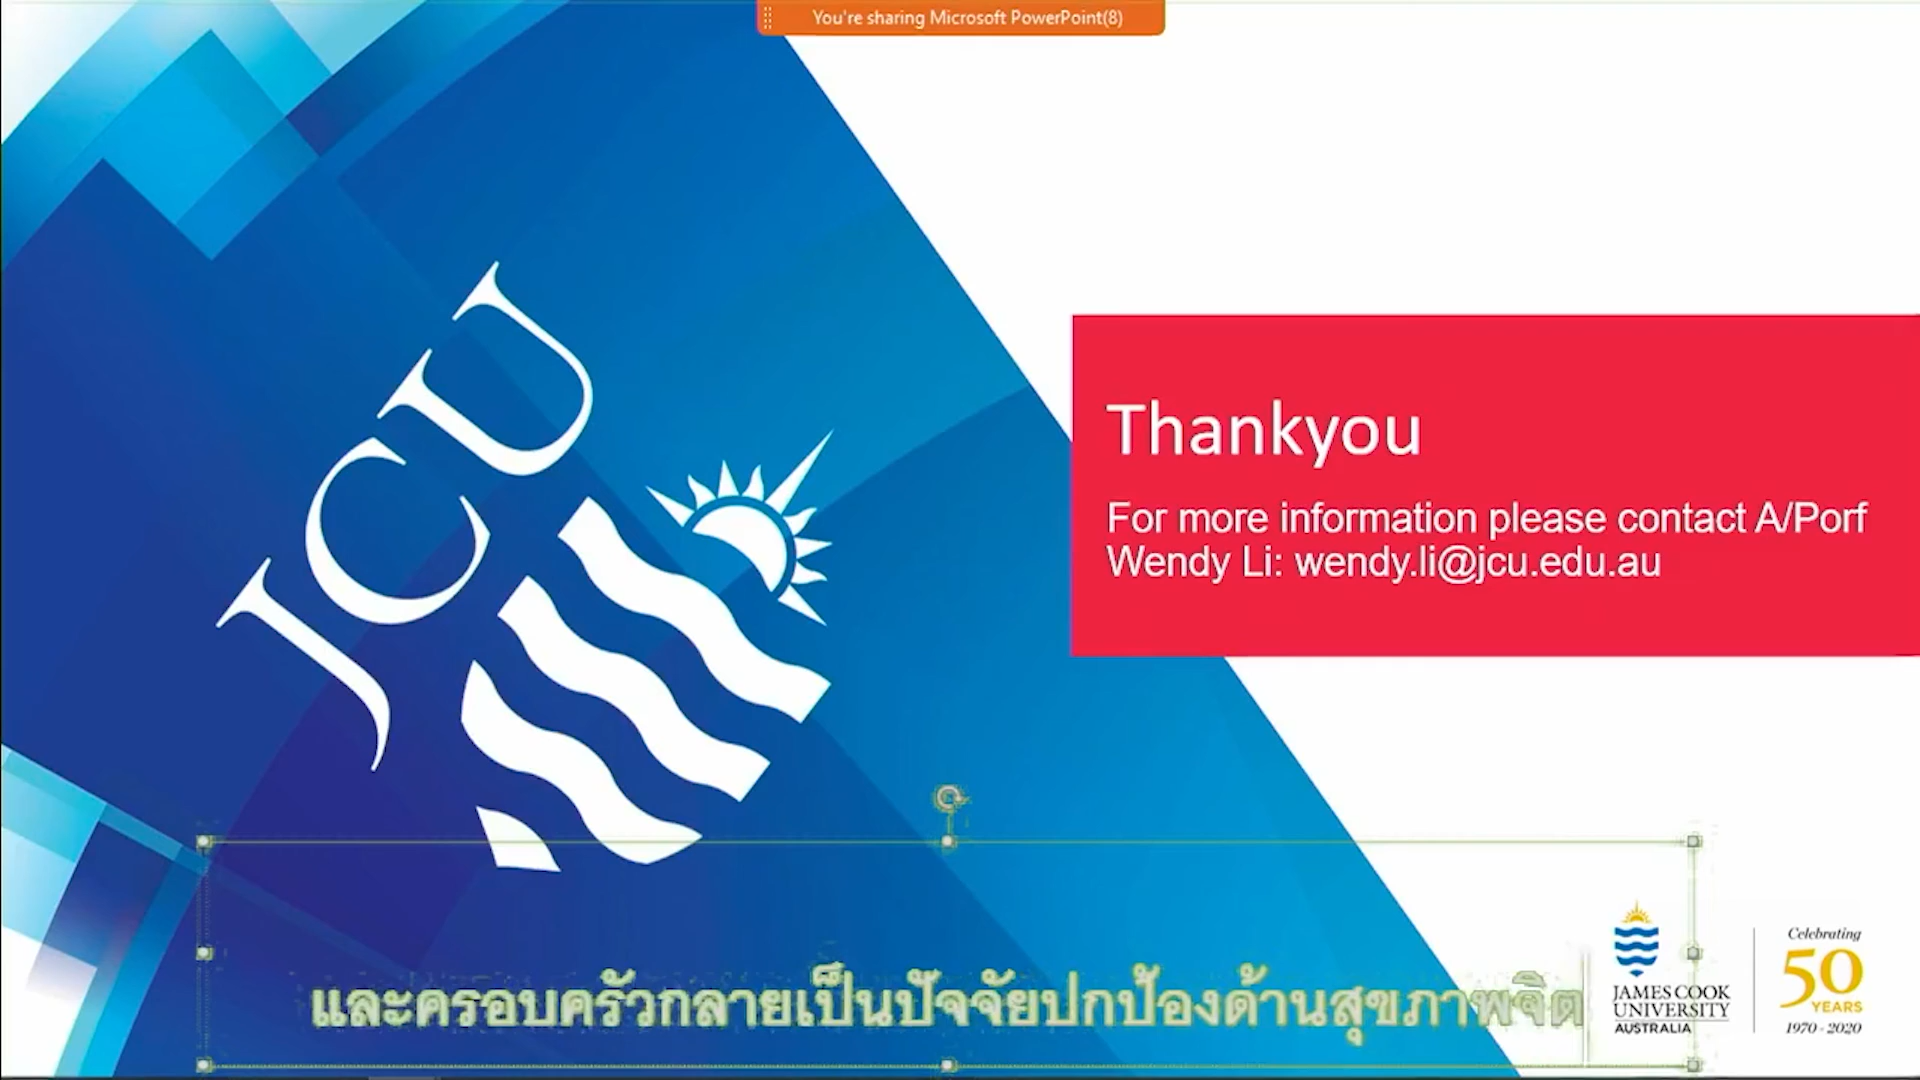 You're sharing Microsoft PowerPoint(8)
JCU
Thankyou
For more information please contact A/Porf
Wendy Li: wendy.li@jcu.edu.au
และครอบครัวกลายเป็นปัจจัยปกป้องด้านสุขภาพจิต
JAMES COOK
UNIVERSITY
AUSTRALIA
Celebrating
50
YEARS
1970 - 2020